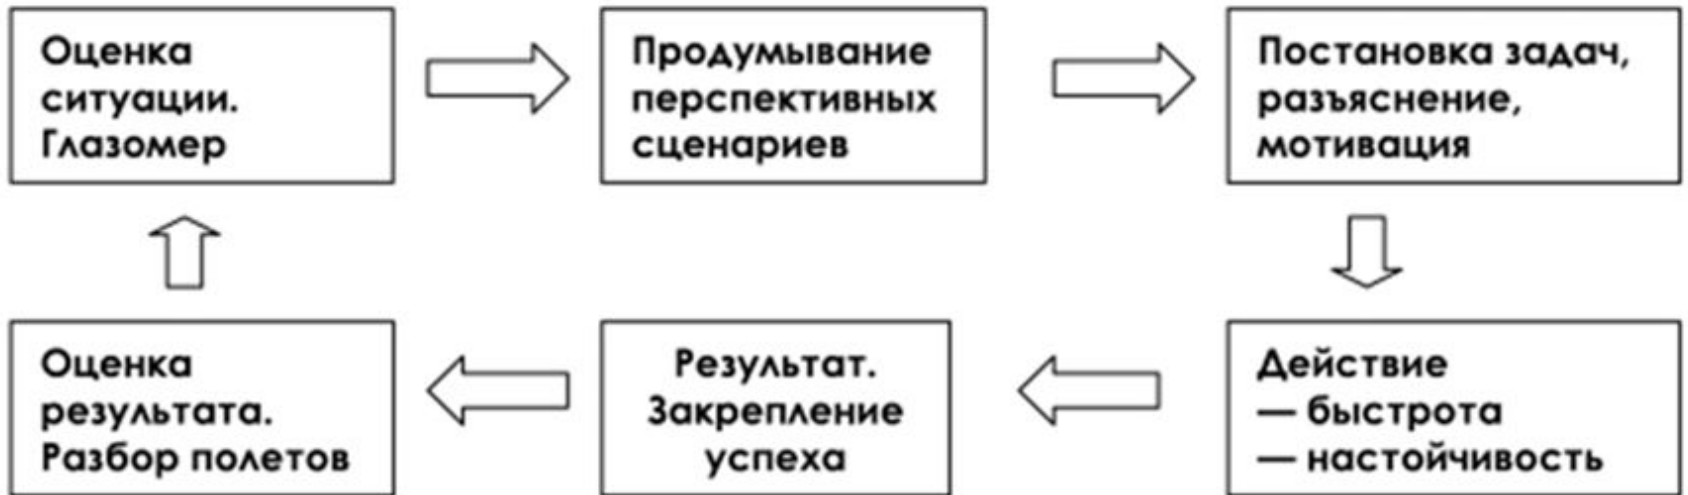 Оценка
ситуации.
Глазомер
Продумывание
перспективных
сценариев
Постановка задач,
разъяснение,
мотивация
Действие
— быстрота
— настойчивость
Результат.
Закрепление
успеха
Оценка
результата.
Разбор полетов